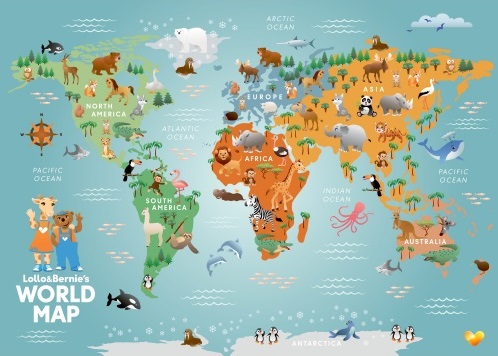 ARCTIC
OCEAN
EUROPE
ASIA
NORTH
AMERICA
ATLANTIC
OCEAN
AFRICA
PACIFIC
OCEAN
PACIFIC
OCEAN
SOUTH
AMERICA
INDIAN
OCEAN
AUSTRALIA
Lollo&Bernie's
WORLD
MAP
ANTARCTICA